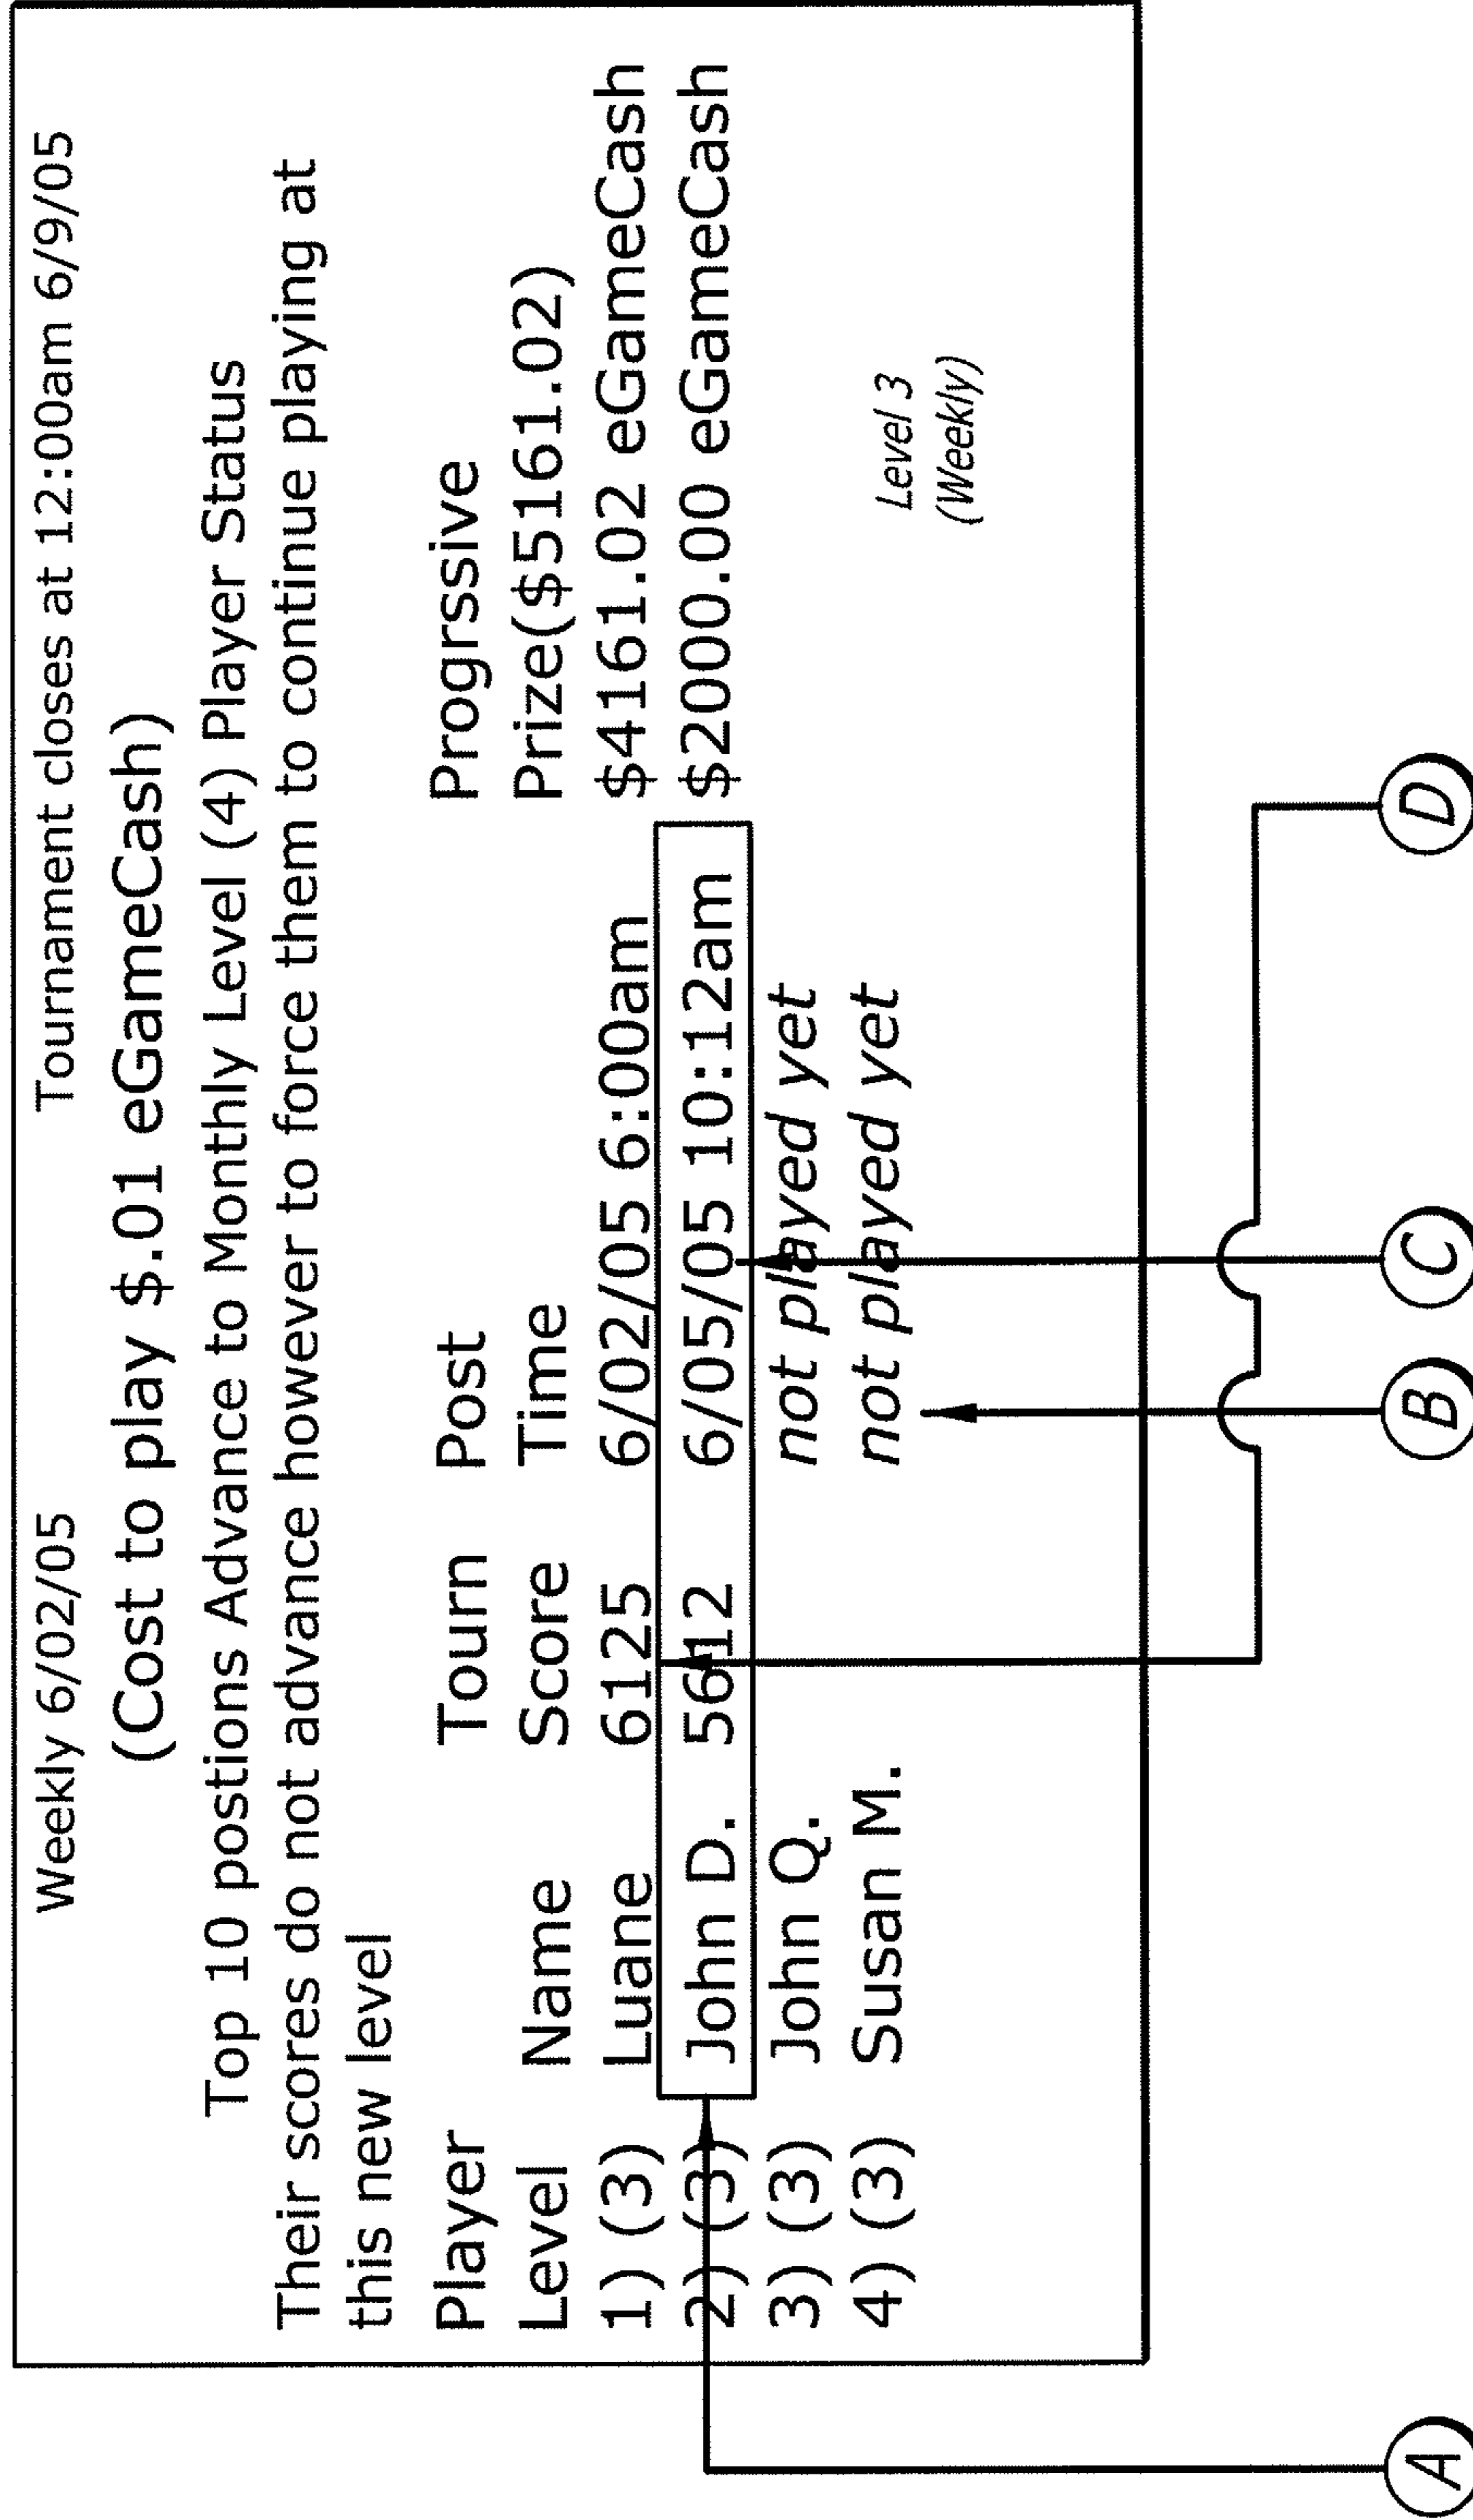 Weekly 6/02/05 Tournament closes at 12:00am 6/9/05
(Cost to play $.01 eGameCash)
Top 10 postions Advance to Monthly Level (4) Player Status
Their scores do not advance however to force them to continue playing at
this new level
Player Tourn Post Progrssive
Level Name Score Time Prize($5161.02)
1) (3) Luane 6125 6/02/05 6:00am $4161.02 eGameCash
2) (3) John D. 5612 6/05/05 10:12am $2000.00 eGameCash
3) (3) John Q. not played yet
4) (3) Susan M. not played yet
Level 3
(Weekly)
A B C D